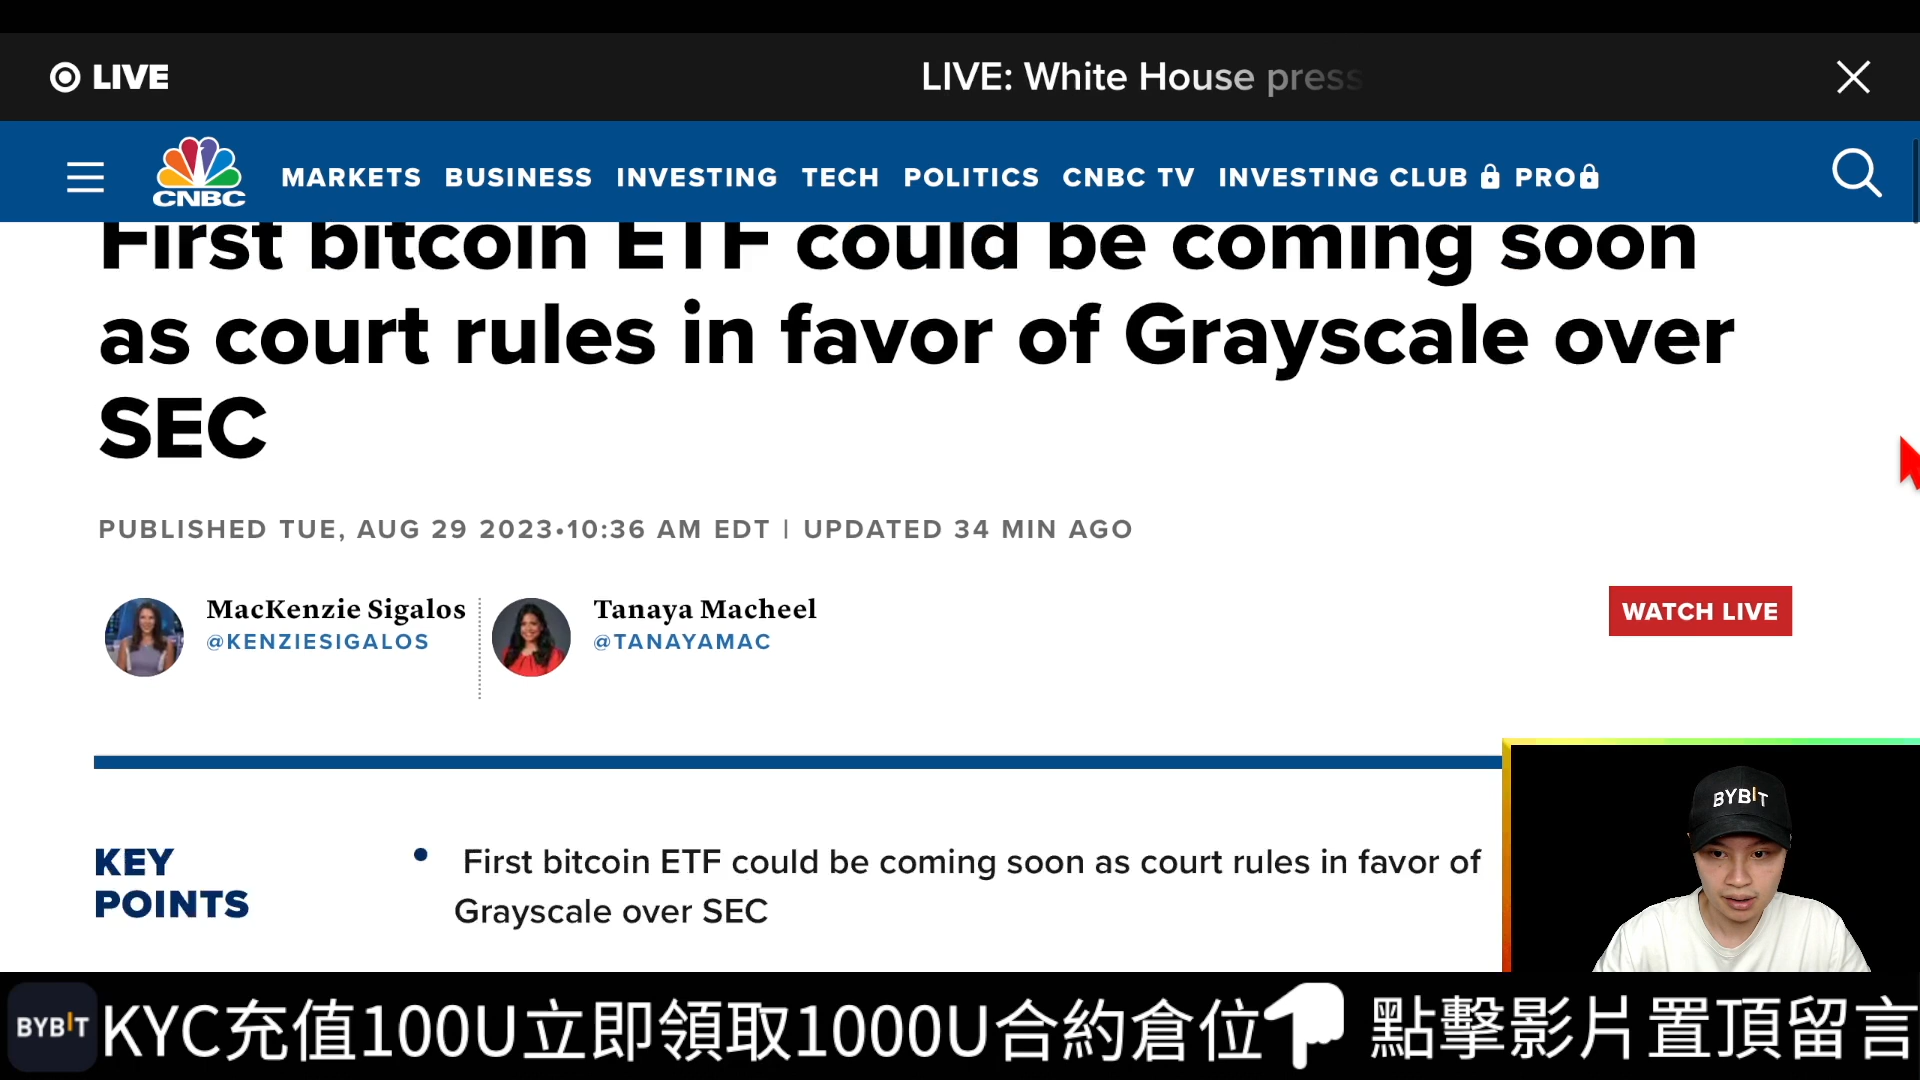 LIVE
LIVE: White House press
CNBC
MARKETS BUSINESS INVESTING TECH POLITICS CNBC TV INVESTING CLUB PRO
First bitcoin ETF could be coming soon
as court rules in favor of Grayscale over
SEC
PUBLISHED TUE, AUG 29 2023•10:36 AM EDT | UPDATED 34 MIN AGO
MacKenzie Sigalos
@KENZIESIGALOS
Tanaya Macheel
@TANAYAMAC
WATCH LIVE
KEY
POINTS
• First bitcoin ETF could be coming soon as court rules in favor of
Grayscale over SEC
BYBIT
BYBIT KYC充值100U立即領取1000U合約倉位 點擊影片置頂留言